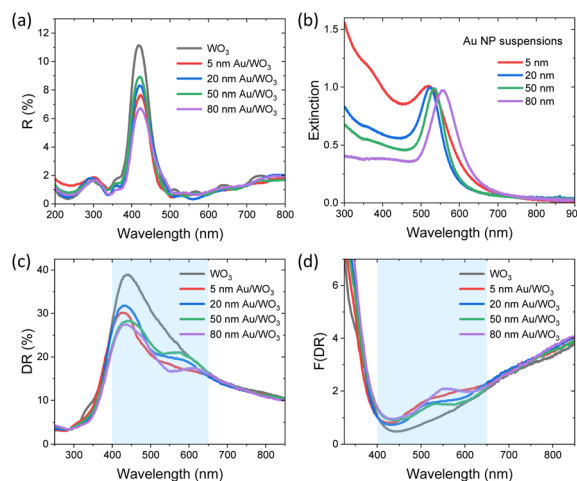 (a)
R (%)
12
10
8
6
4
2
0
WO3
5 nm Au/WO3
20 nm Au/WO3
50 nm Au/WO3
80 nm Au/WO3
200 300 400 500 600 700 800
Wavelength (nm)
(b)
Extinction
1.5
1.0
0.5
0.0
Au NP suspensions
5 nm
20 nm
50 nm
80 nm
300 400 500 600 700 800 900
Wavelength (nm)
(c)
DR (%)
40
30
20
10
0
WO3
5 nm Au/WO3
20 nm Au/WO3
50 nm Au/WO3
80 nm Au/WO3
300 400 500 600 700 800
Wavelength (nm)
(d)
F(DR)
6
4
2
0
WO3
5 nm Au/WO3
20 nm Au/WO3
50 nm Au/WO3
80 nm Au/WO3
400 500 600 700 800
Wavelength (nm)